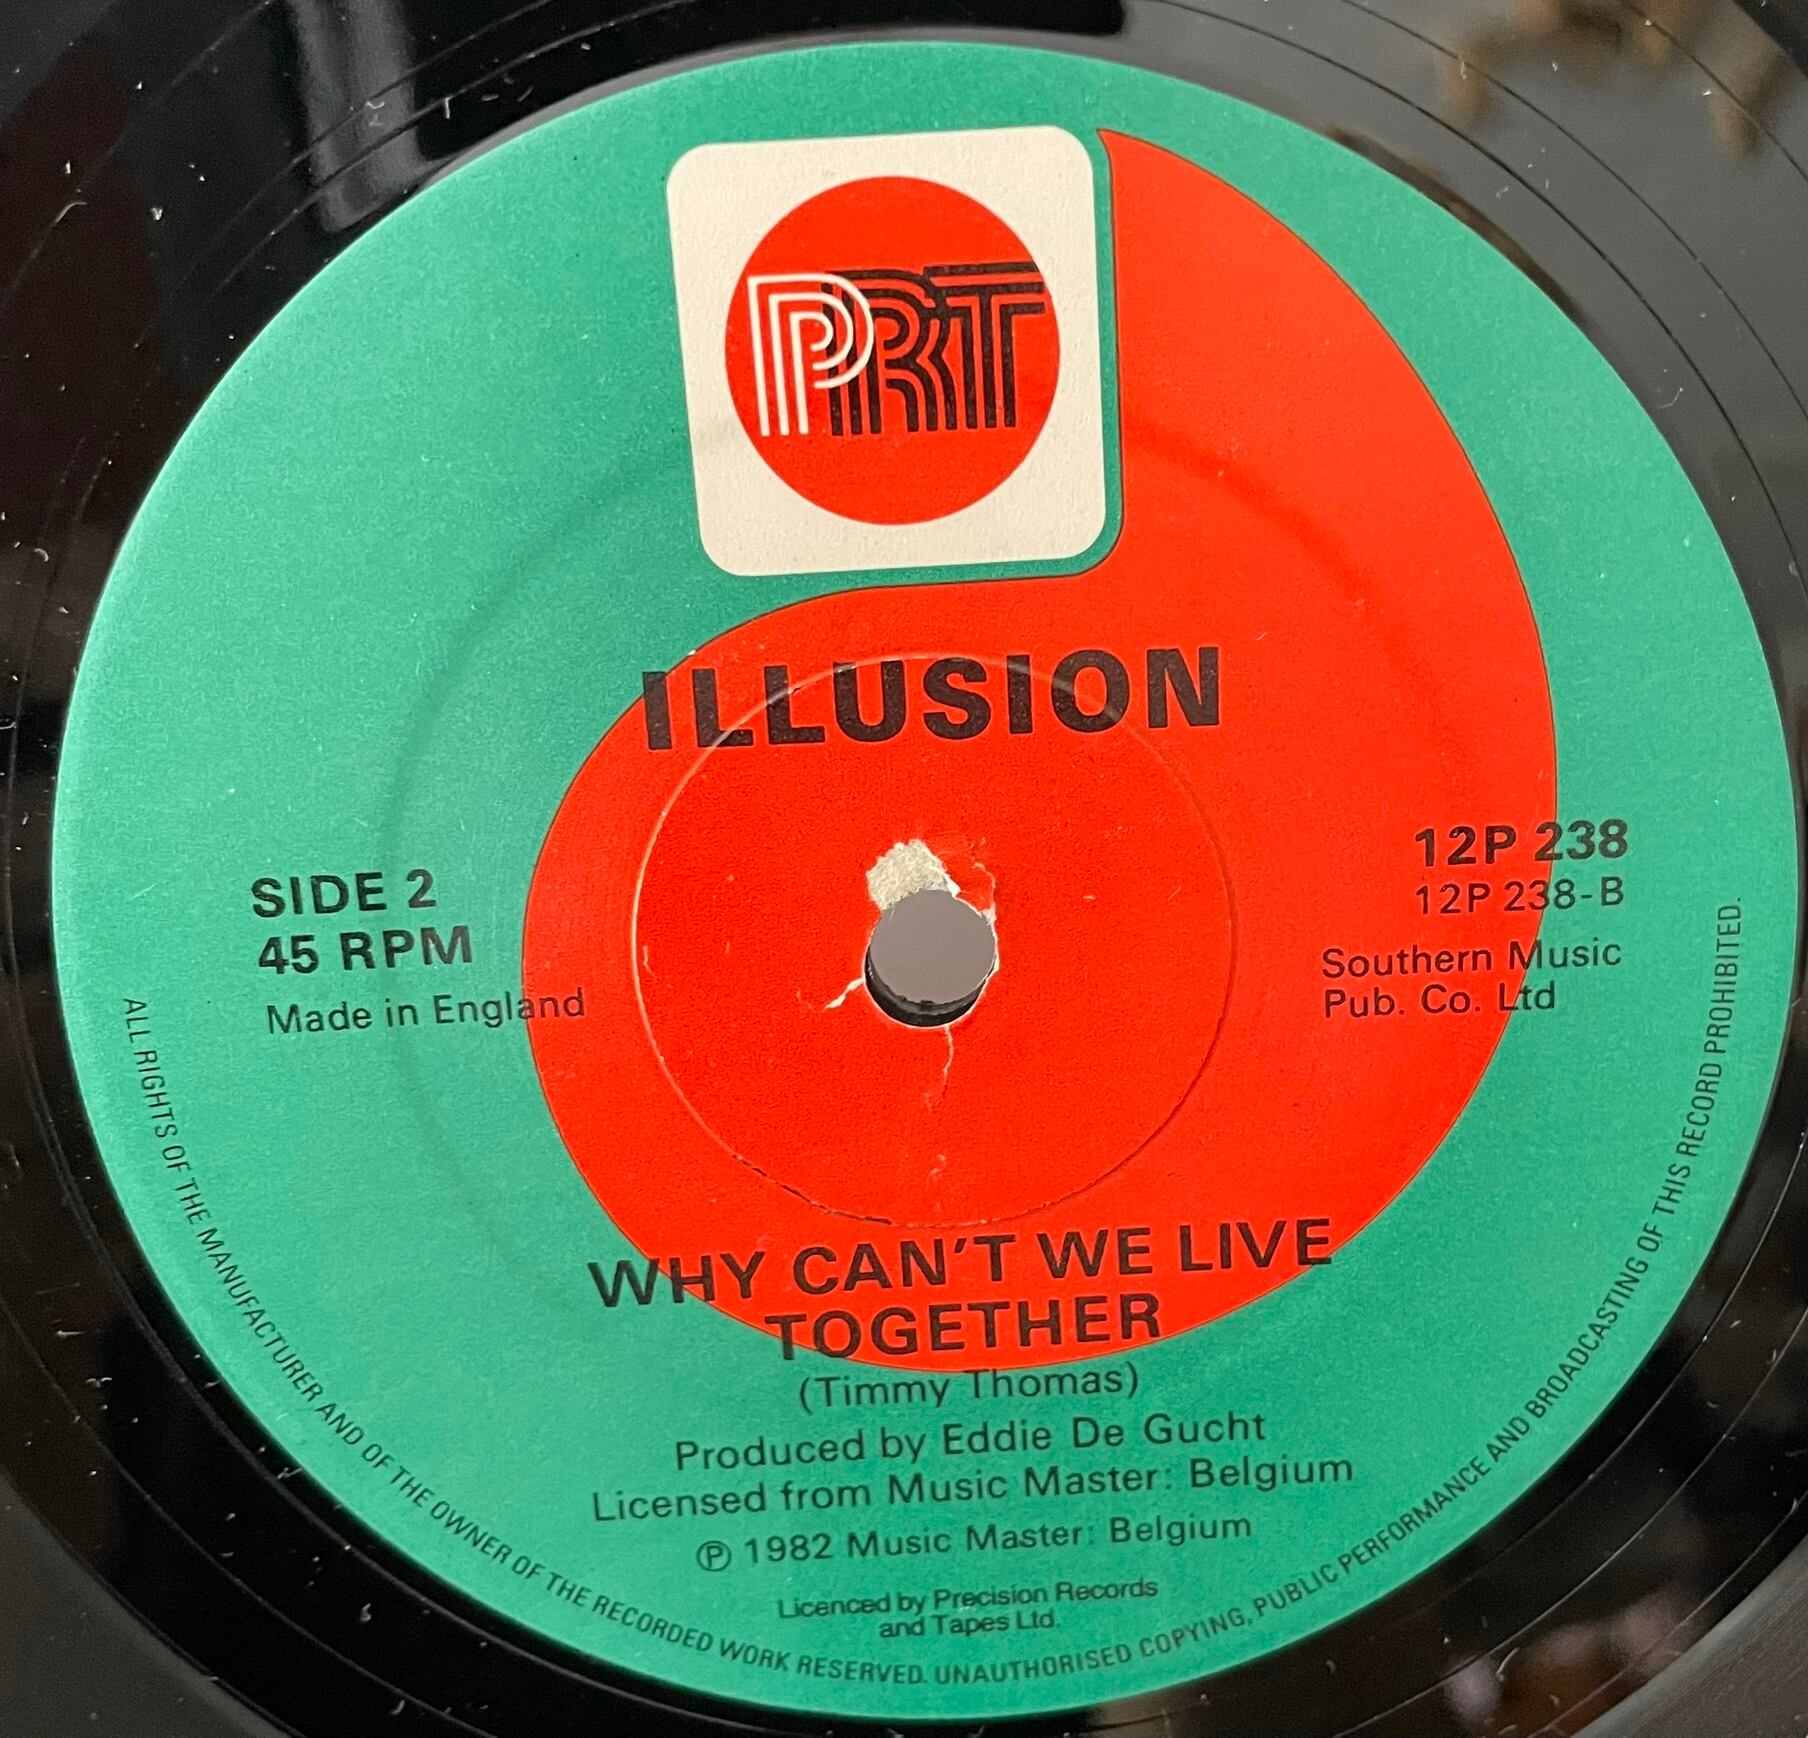 PRT
ILLUSION
SIDE 2
45 RPM
Made in England
12P 238
12P 238-B
Southern Music
Pub. Co. Ltd
WHY CAN'T WE LIVE
TOGETHER
(Timmy Thomas)
Produced by Eddie De Gucht
Licensed from Music Master: Belgium
℗ 1982 Music Master: Belgium
Licenced by Precision Records
and Tapes Ltd.
ALL RIGHTS OF THE MANUFACTURER AND OF THE OWNER OF THE RECORDED WORK RESERVED. UNAUTHORISED COPYING, PUBLIC PERFORMANCE AND BROADCASTING OF THIS RECORD PROHIBITED.